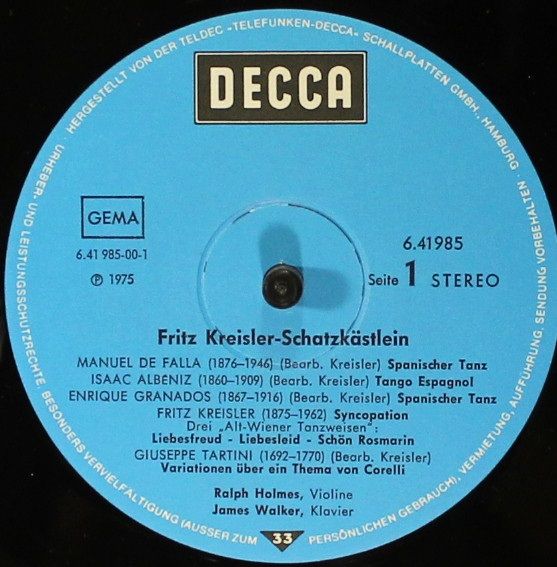 HERGESTELLT VON DER TELDEC »TELEFUNKEN-DECCA« SCHALLPLATTEN GMBH · HAMBURG
URHEBER- UND LEISTUNGSSCHUTZRECHTE, BESONDERS VERVIELFÄLTIGUNG (AUSSER ZUM PERSÖNLICHEN GEBRAUCH), VERMIETUNG, AUFFÜHRUNG, SENDUNG VORBEHALTEN ·
DECCA
GEMA
6.41 985-00-1
℗ 1975
6.41985
Seite 1 STEREO
Fritz Kreisler-Schatzkästlein
MANUEL DE FALLA (1876–1946) (Bearb. Kreisler) Spanischer Tanz
ISAAC ALBENIZ (1860–1909) (Bearb. Kreisler) Tango Espagnol
ENRIQUE GRANADOS (1867–1916) (Bearb. Kreisler) Spanischer Tanz
FRITZ KREISLER (1875–1962) Syncopation
Drei „Alt-Wiener Tanzweisen“:
Liebesfreud - Liebesleid - Schön Rosmarin
GIUSEPPE TARTINI (1692–1770) (Bearb. Kreisler)
Variationen über ein Thema von Corelli
Ralph Holmes, Violine
James Walker, Klavier
33